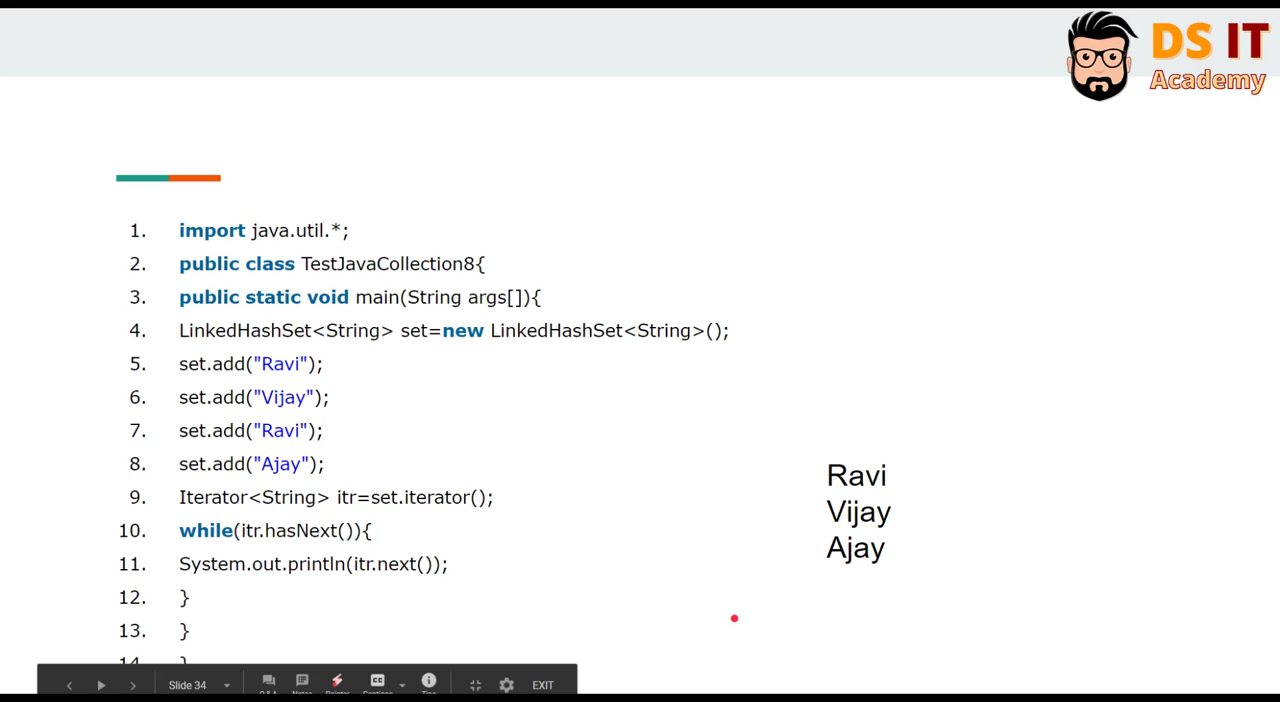 DS IT
Academy
1. import java.util.*;
2. public class TestJavaCollection8{
3. public static void main(String args[]){
4. LinkedHashSet<String> set=new LinkedHashSet<String>();
5. set.add("Ravi");
6. set.add("Vijay");
7. set.add("Ravi");
8. set.add("Ajay");
9. Iterator<String> itr=set.iterator();
10. while(itr.hasNext()){
11. System.out.println(itr.next());
12. }
13. }
14. }
Ravi
Vijay
Ajay
Slide 34 CC EXIT